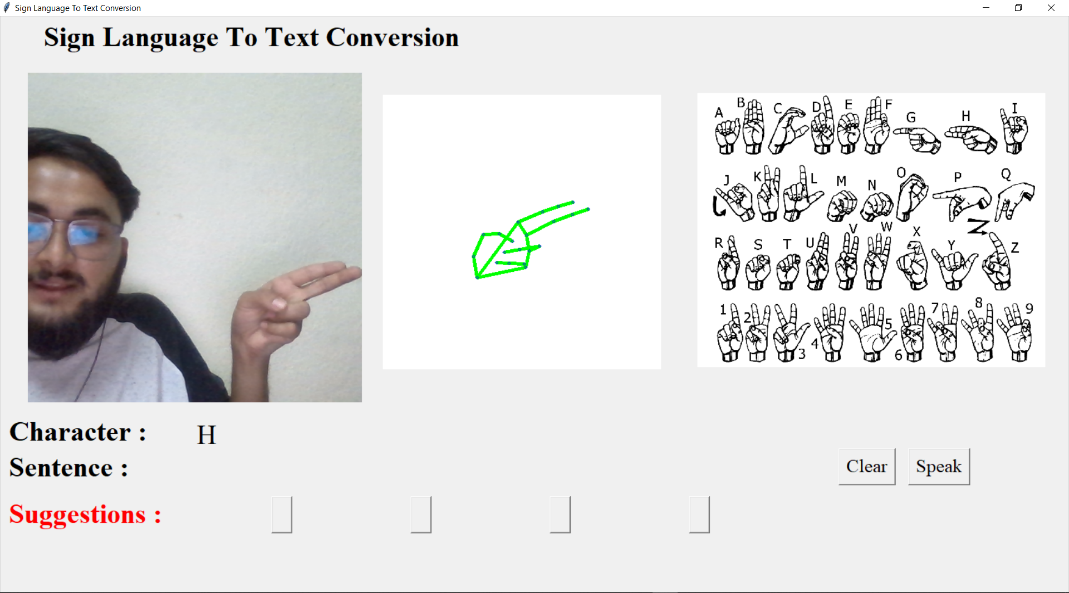 Sign Language To Text Conversion
Sign Language To Text Conversion
A B C D E F G H I
J K L M N O P Q
R S T U V W X Y Z
1 2 3 4 5 6 7 8 9
Character : H
Sentence :
Clear Speak
Suggestions :